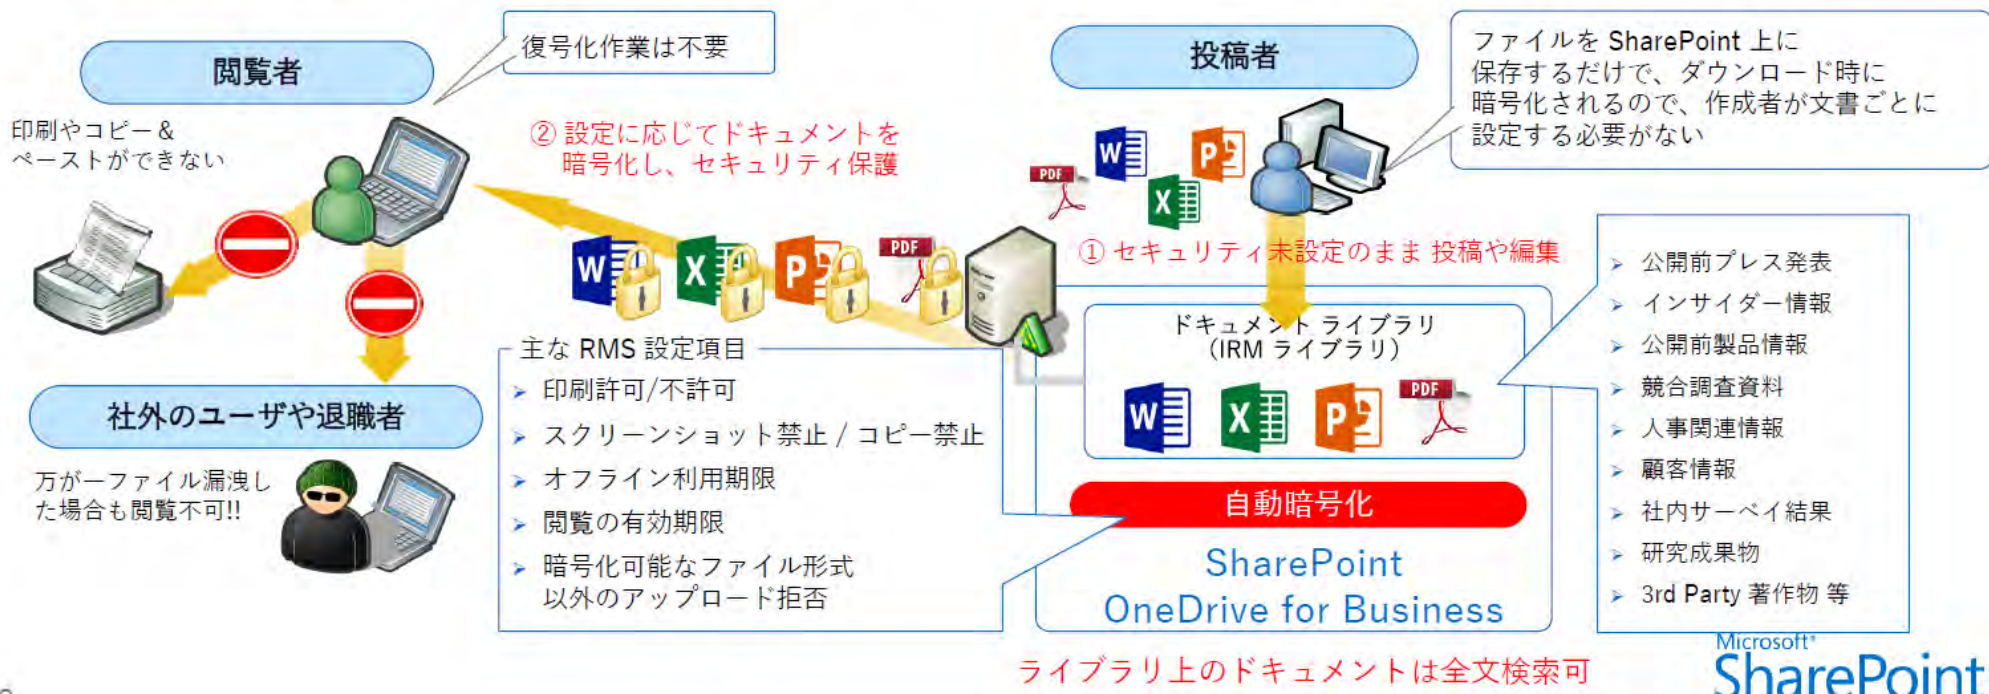 閲覧者
復号化作業は不要
印刷やコピー＆
ペーストができない
② 設定に応じてドキュメントを
暗号化し、セキュリティ保護
投稿者
ファイルを SharePoint 上に
保存するだけで、ダウンロード時に
暗号化されるので、作成者が文書ごとに
設定する必要がない
W
P
PDF
X
① セキュリティ未設定のまま 投稿や編集
W
X
P
PDF
社外のユーザや退職者
万が一ファイル漏洩し
た場合も閲覧不可!!
主な RMS 設定項目
印刷許可/不許可
スクリーンショット禁止 / コピー禁止
オフライン利用期限
閲覧の有効期限
暗号化可能なファイル形式
以外のアップロード拒否
ドキュメント ライブラリ
（IRM ライブラリ）
W
X
P
PDF
自動暗号化
SharePoint
OneDrive for Business
ライブラリ上のドキュメントは全文検索可
公開前プレス発表
インサイダー情報
公開前製品情報
競合調査資料
人事関連情報
顧客情報
社内サーベイ結果
研究成果物
3rd Party 著作物 等
Microsoft
SharePoint